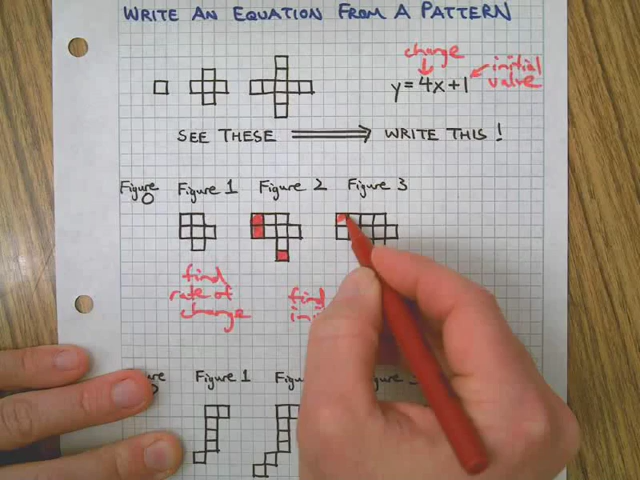 WRITE AN EQUATION FROM A PATTERN
change
initial
value
y = 4x+1
SEE THESE WRITE THIS!
Figure 0 Figure 1 Figure 2 Figure 3
find
rate of
change
find
Figure 1